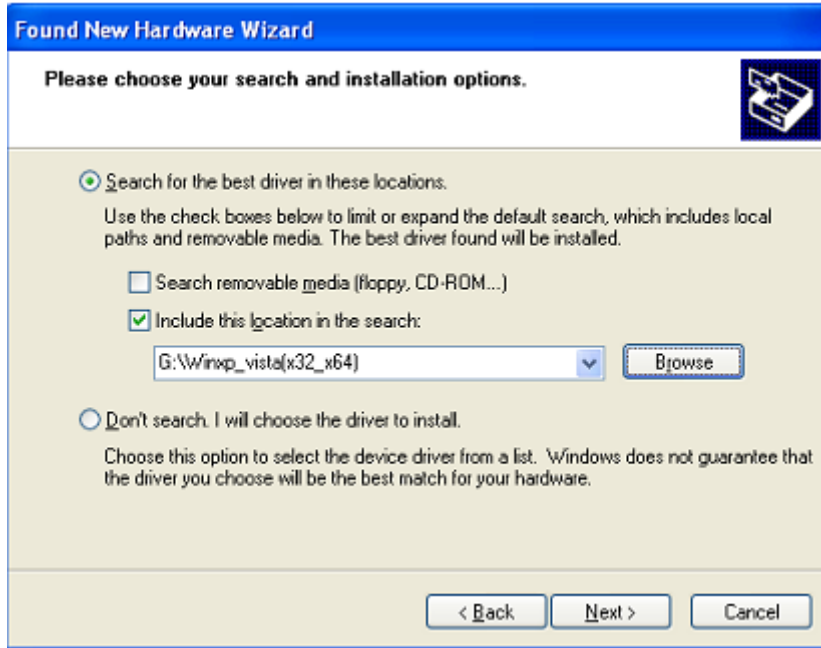 Found New Hardware Wizard
Please choose your search and installation options.
Search for the best driver in these locations.
Use the check boxes below to limit or expand the default search, which includes local
paths and removable media. The best driver found will be installed.
Search removable media (floppy, CD-ROM...)
Include this location in the search:
G:\Winxp_vista(x32_x64)
Browse
Don't search. I will choose the driver to install.
Choose this option to select the device driver from a list. Windows does not guarantee that
the driver you choose will be the best match for your hardware.
< Back
Next >
Cancel